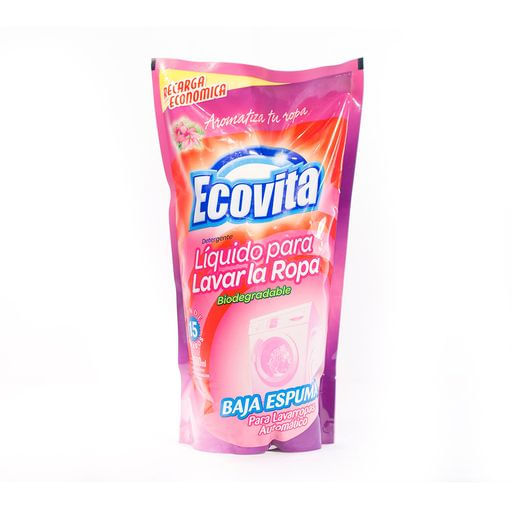 RECARGA
ECONOMICA
Aromatiza tu ropa
Ecovita
Detergente
Líquido para
Lavar la Ropa
Biodegradable
15
BAJA ESPUMA
Para Lavarropas
Automático